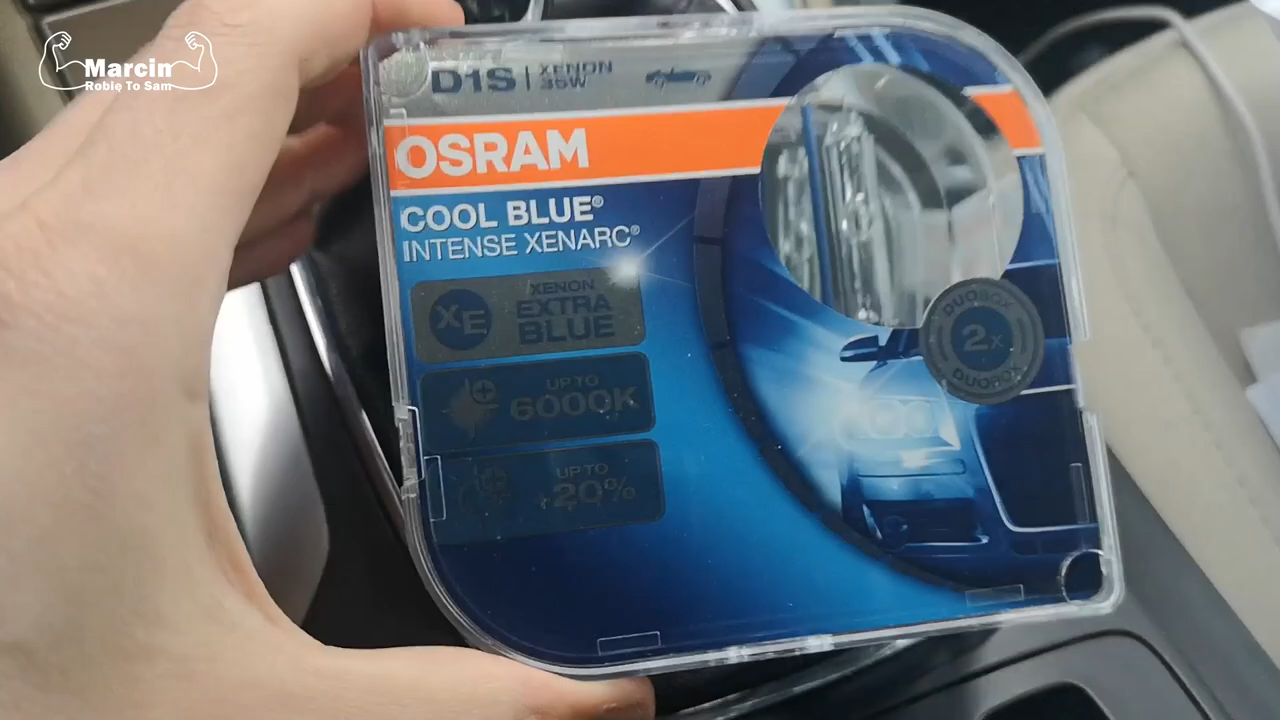 Marcin
Robię To Sam
D1S | XENON
35W
OSRAM
COOL BLUE®
INTENSE XENARC®
XE
XENON
EXTRA
BLUE
UP TO
6000K
UP TO
+20%
DUOBOX
2x
DUOBOX